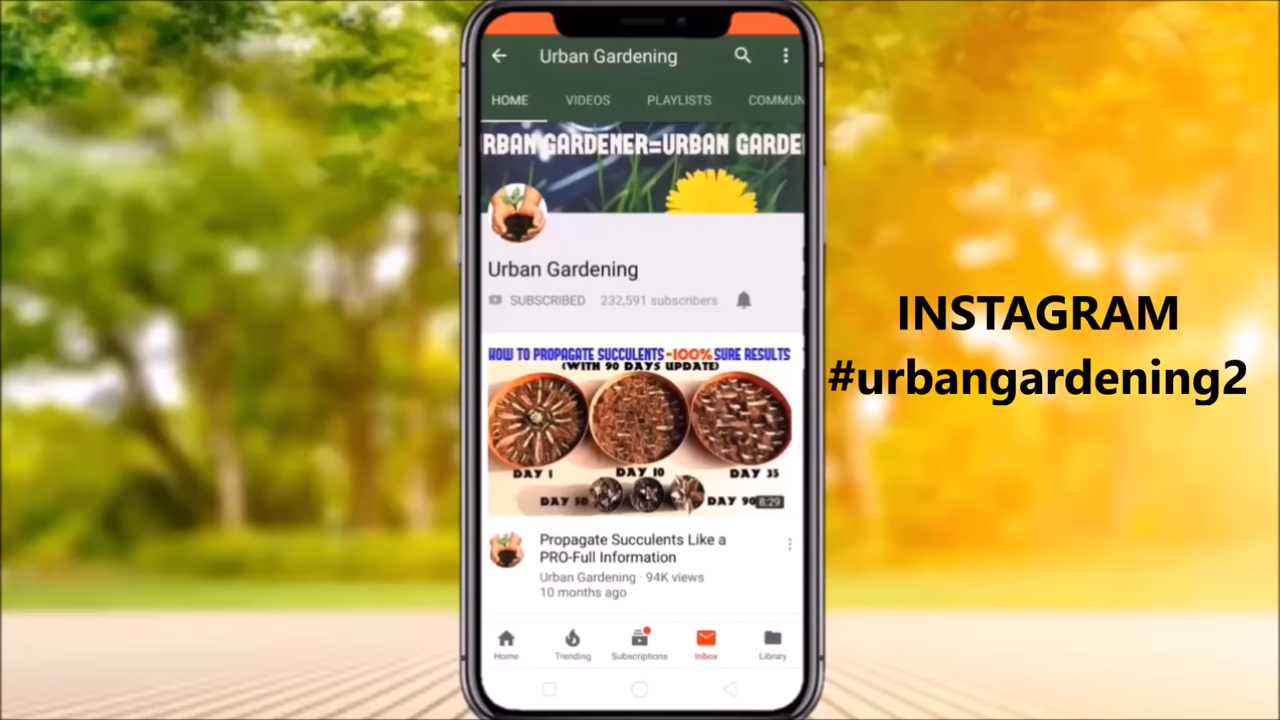 Urban Gardening
HOME VIDEOS PLAYLISTS COMMUN
RBAN GARDENER=URBAN GARDE
Urban Gardening
SUBSCRIBED 232,591 subscribers
HOW TO PROPAGATE SUCCULENTS -100% SURE RESULTS
(WITH 90 DAYS UPDATE)
DAY 1 DAY 10 DAY 35
DAY 50 DAY 90 8:29
Propagate Succulents Like a
PRO-Full Information
Urban Gardening · 94K views
10 months ago
Home Trending Subscriptions Inbox Library
INSTAGRAM
#urbangardening2